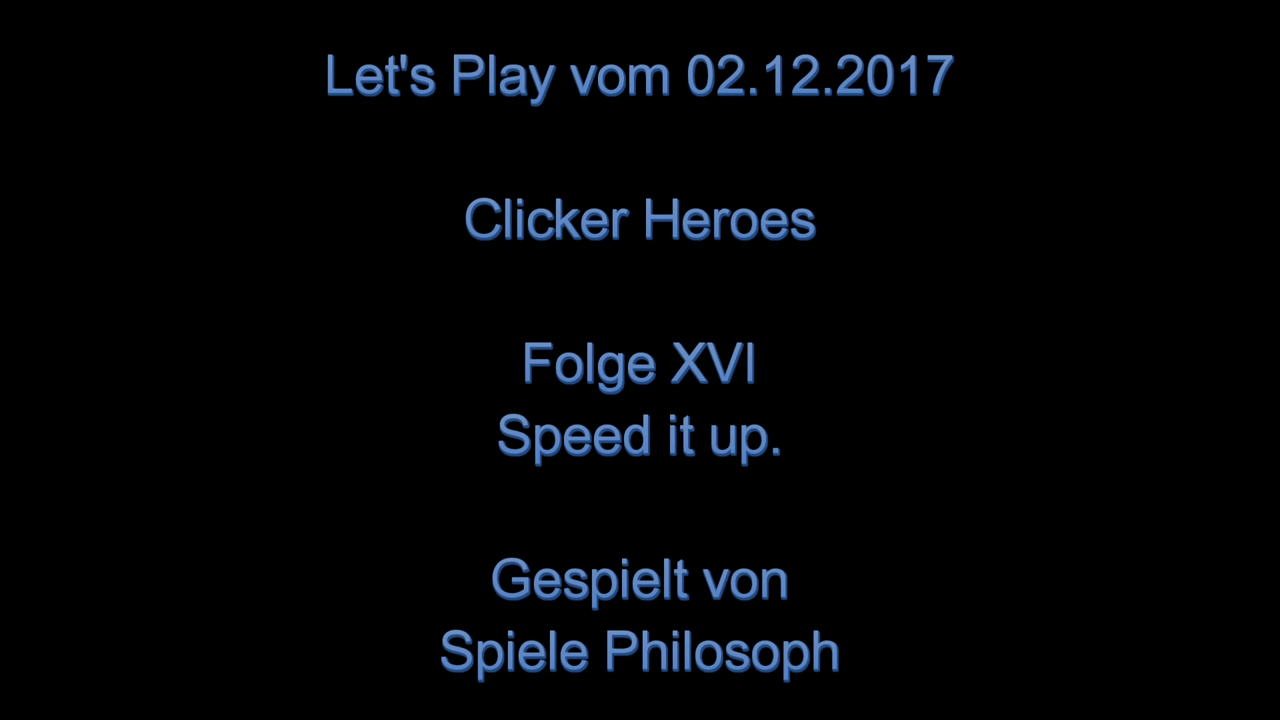 Let's Play vom 02.12.2017
Clicker Heroes
Folge XVI
Speed it up.
Gespielt von
Spiele Philosoph